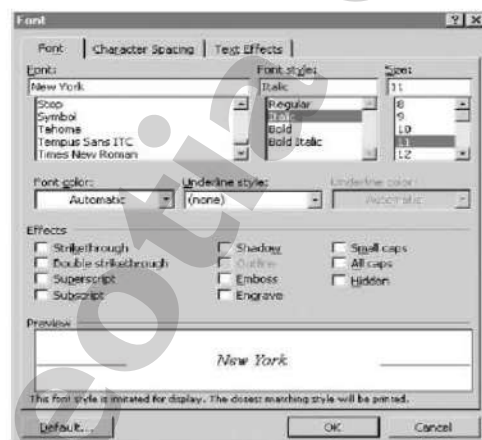 Font
Font Character Spacing Text Effects
Font: Font style: Size:
New York Italic 11
Stop Regular 8
Symbol Italic 9
Tahoma Bold 10
Tempus Sans ITC Bold Italic 11
Times New Roman 12
Font color: Underline style: Underline color:
Automatic (none) Automatic
Effects
Strikethrough Shadow Small caps
Double strikethrough Outline All caps
Superscript Emboss Hidden
Subscript Engrave
Preview
New York
This font style is imitated for display. The closest matching style will be printed.
Default... OK Cancel